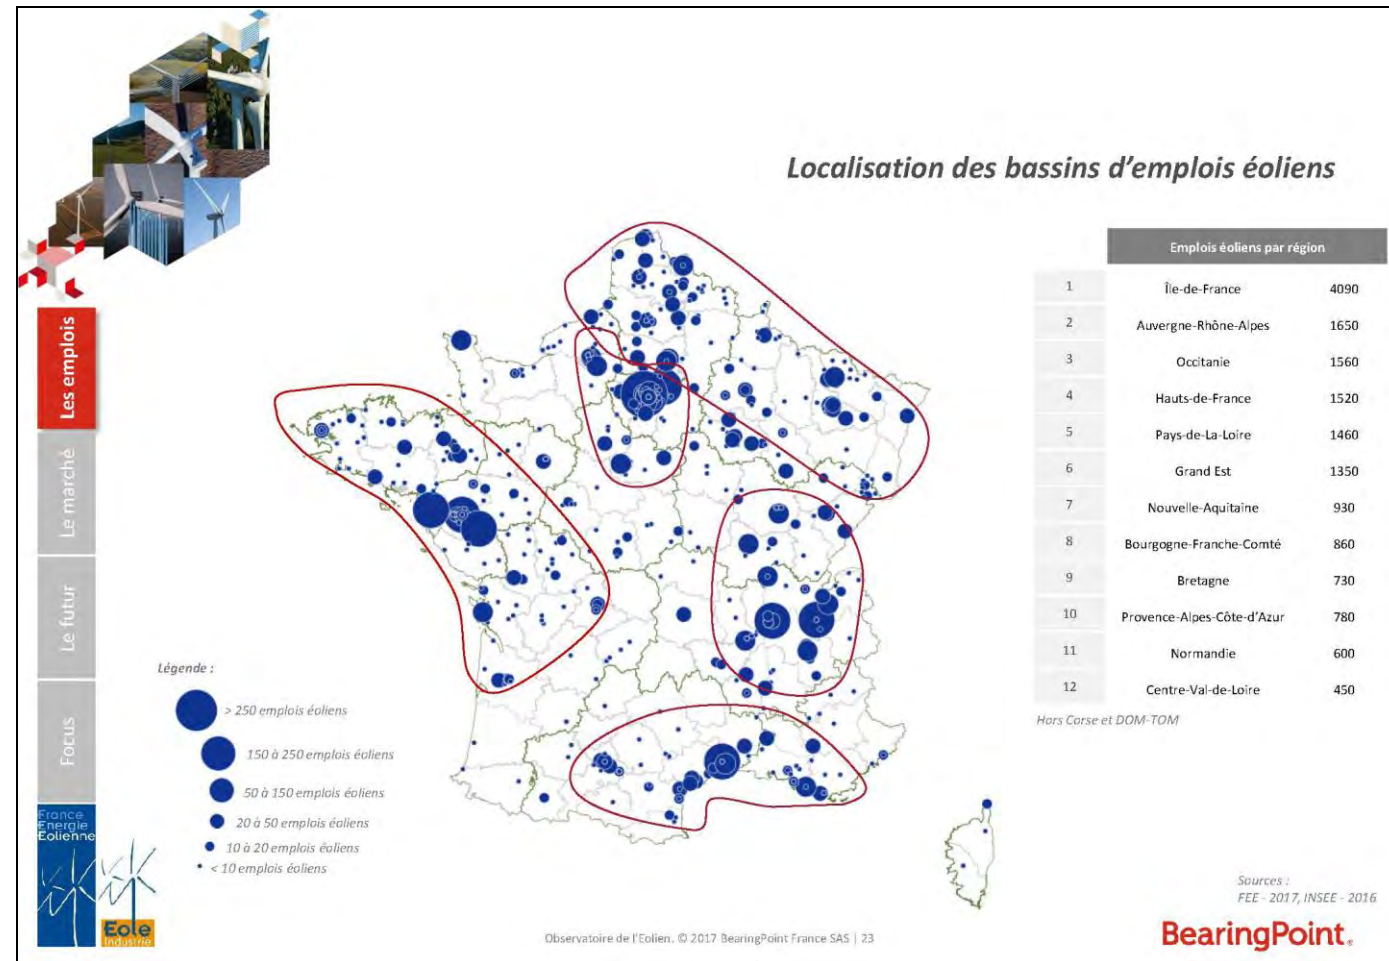 Localisation des bassins d'emplois éoliens
Les emplois
Le marché
Le futur
Focus
Emplois éoliens par région
1 Île-de-France 4090
2 Auvergne-Rhône-Alpes 1650
3 Occitanie 1560
4 Hauts-de-France 1520
5 Pays-de-La-Loire 1460
6 Grand Est 1350
7 Nouvelle-Aquitaine 930
8 Bourgogne-Franche-Comté 860
9 Bretagne 730
10 Provence-Alpes-Côte-d'Azur 780
11 Normandie 600
12 Centre-Val-de-Loire 450
Hors Corse et DOM-TOM
Légende :
> 250 emplois éoliens
150 à 250 emplois éoliens
50 à 150 emplois éoliens
20 à 50 emplois éoliens
10 à 20 emplois éoliens
< 10 emplois éoliens
France
Energie
Eolienne
Eole
Industrie
Sources :
FEE - 2017, INSEE - 2016
Observatoire de l'Eolien. © 2017 BearingPoint France SAS | 23
BearingPoint.